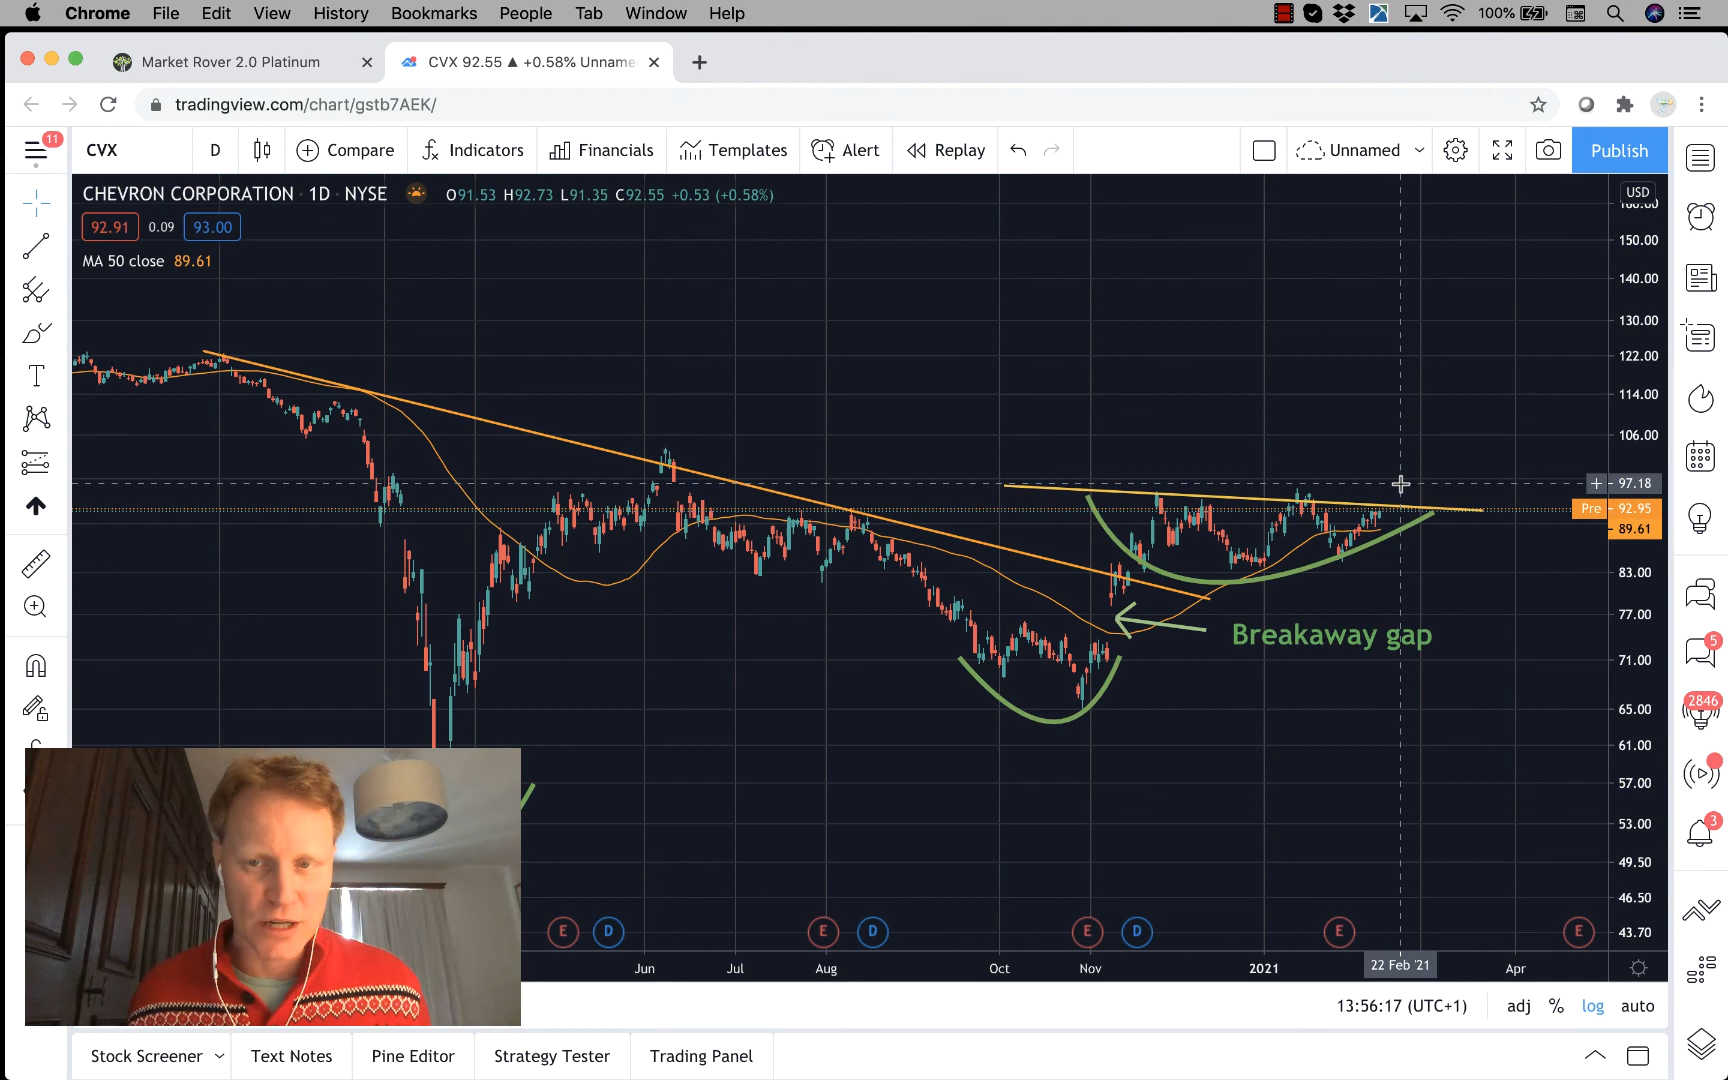 Chrome File Edit View History Bookmarks People Tab Window Help 100%
Market Rover 2.0 Platinum CVX 92.55 ▲ +0.58% Unname
tradingview.com/chart/gstb7AEK/
11
CVX D Compare Indicators Financials Templates Alert Replay Unnamed Publish
CHEVRON CORPORATION · 1D · NYSE O91.53 H92.73 L91.35 C92.55 +0.53 (+0.58%)
USD
92.91 0.09 93.00
MA 50 close 89.61
150.00
140.00
130.00
122.00
114.00
106.00
97.18
Pre 92.95
89.61
83.00
77.00
Breakaway gap
5
71.00
2846
65.00
61.00
57.00
53.00
3
49.50
46.50
43.70
E D E D E D E E
Jun Jul Aug Oct Nov 2021 22 Feb '21 Apr
13:56:17 (UTC+1) adj % log auto
Stock Screener Text Notes Pine Editor Strategy Tester Trading Panel